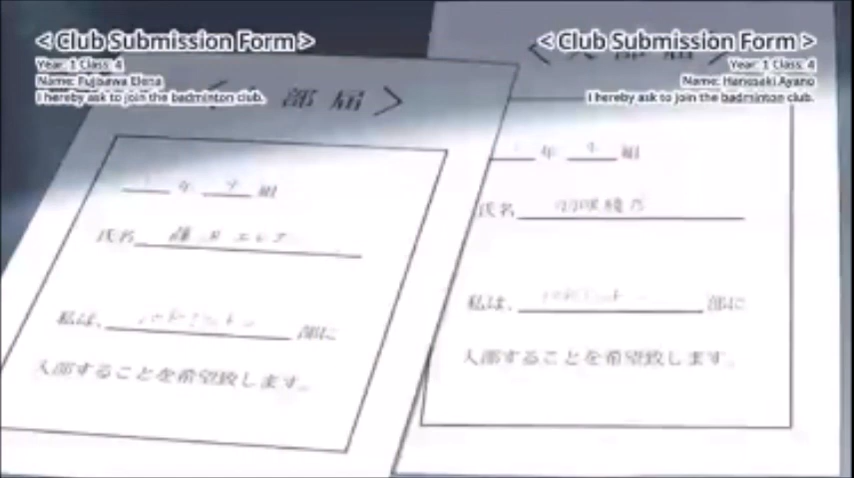 < Club Submission Form >
Year: 1 Class: 4
Name: Fujisawa Elena
I hereby ask to join the badminton club.
< Club Submission Form >
Year: 1 Class: 4
Name: Hanesaki Ayano
I hereby ask to join the badminton club.
部届>
年 4 組
氏名 藤沢エレナ
私は、バドミントン部に
入部することを希望致します。
年 4 組
氏名 羽咲綾乃
私は、バドミントン部に
入部することを希望致します。